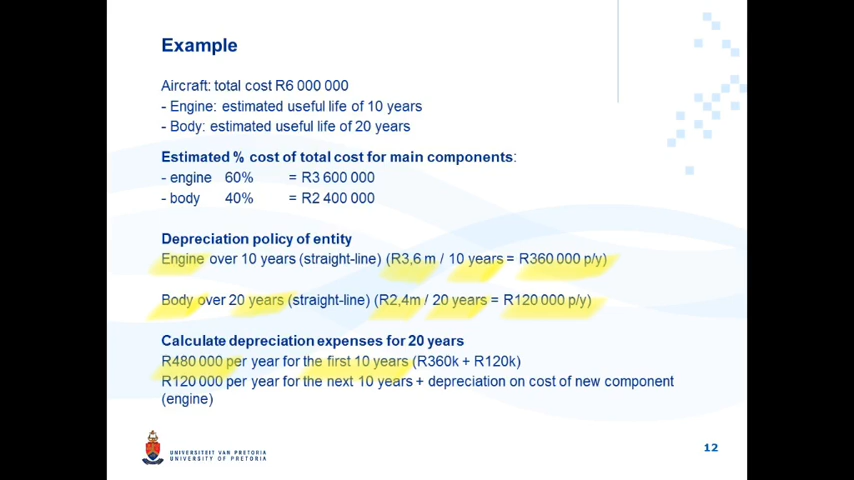 Example
Aircraft: total cost R6 000 000
- Engine: estimated useful life of 10 years
- Body: estimated useful life of 20 years
Estimated % cost of total cost for main components:
- engine 60% = R3 600 000
- body 40% = R2 400 000
Depreciation policy of entity
Engine over 10 years (straight-line) (R3,6 m / 10 years = R360 000 p/y)
Body over 20 years (straight-line) (R2,4m / 20 years = R120 000 p/y)
Calculate depreciation expenses for 20 years
R480 000 per year for the first 10 years (R360k + R120k)
R120 000 per year for the next 10 years + depreciation on cost of new component
(engine)
UNIVERSITEIT VAN PRETORIA
UNIVERSITY OF PRETORIA
12